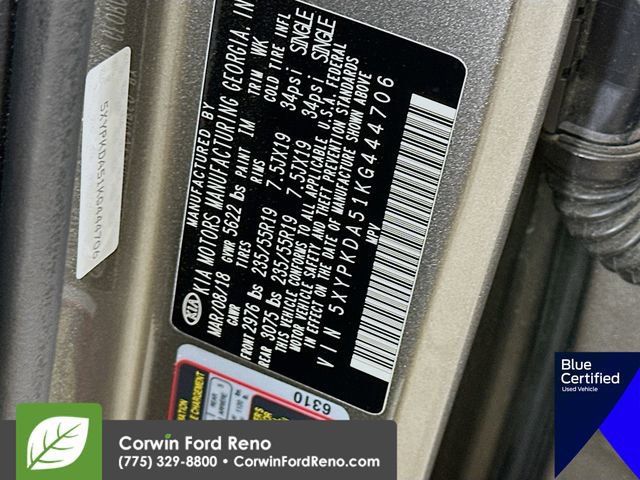 MANUFACTURED BY
KIA MOTORS MANUFACTURING GEORGIA, IN
MAR/08/18 GVWR 5622 lbs PAINT TM TRIM WK
GAWR RIMS COLD TIRE INFL
FRONT 2976 lbs 235/55R19 7.5JX19 34psi SINGLE
REAR 3075 lbs 235/55R19 7.5JX19 34psi SINGLE
THIS VEHICLE CONFORMS TO ALL APPLICABLE U.S.A. FEDERAL
MOTOR VEHICLE SAFETY AND THEFT PREVENTION STANDARDS
IN EFFECT ON THE DATE OF MANUFACTURE SHOWN ABOVE
VIN 5XYPKDA51KG444706
MPV
KIA
5XYPKDA51KG444706
6310
Blue
Certified
Used Vehicle
Corwin Ford Reno
(775) 329-8800 • CorwinFordReno.com